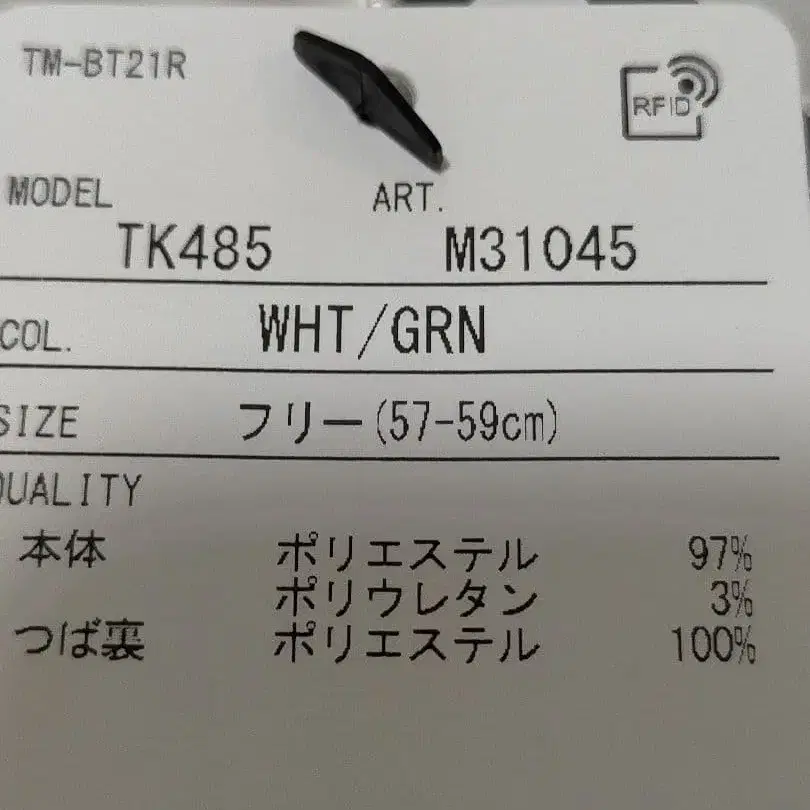 TM-BT21R
RFID
MODEL ART.
TK485 M31045
COL. WHT/GRN
SIZE フリー(57-59cm)
QUALITY
本体 ポリエステル 97%
ポリウレタン 3%
つば裏 ポリエステル 100%